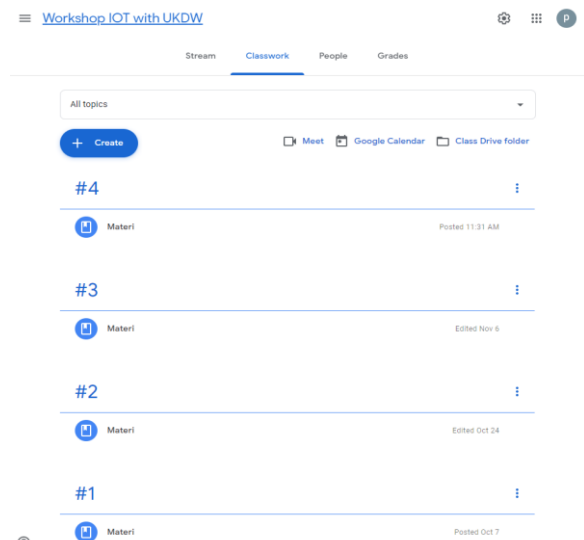 Workshop IOT with UKDW
p
Stream Classwork People Grades
All topics
+ Create Meet Google Calendar Class Drive folder
#4
Materi Posted 11:31 AM
#3
Materi Edited Nov 6
#2
Materi Edited Oct 24
#1
Materi Posted Oct 7